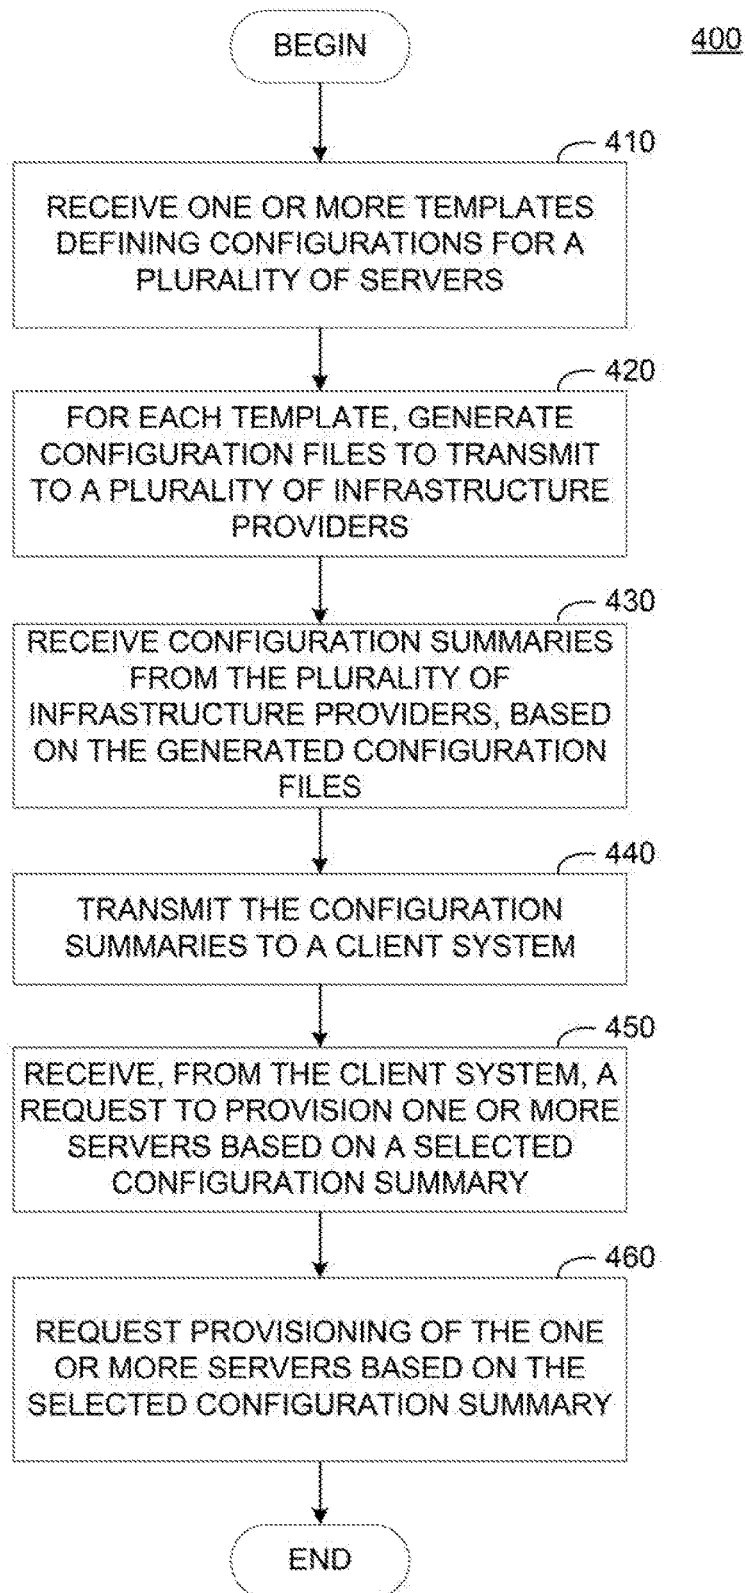 BEGIN
400
410
RECEIVE ONE OR MORE TEMPLATES
DEFINING CONFIGURATIONS FOR A
PLURALITY OF SERVERS
420
FOR EACH TEMPLATE, GENERATE
CONFIGURATION FILES TO TRANSMIT
TO A PLURALITY OF INFRASTRUCTURE
PROVIDERS
430
RECEIVE CONFIGURATION SUMMARIES
FROM THE PLURALITY OF
INFRASTRUCTURE PROVIDERS, BASED
ON THE GENERATED CONFIGURATION
FILES
440
TRANSMIT THE CONFIGURATION
SUMMARIES TO A CLIENT SYSTEM
450
RECEIVE, FROM THE CLIENT SYSTEM, A
REQUEST TO PROVISION ONE OR MORE
SERVERS BASED ON A SELECTED
CONFIGURATION SUMMARY
460
REQUEST PROVISIONING OF THE ONE
OR MORE SERVERS BASED ON THE
SELECTED CONFIGURATION SUMMARY
END